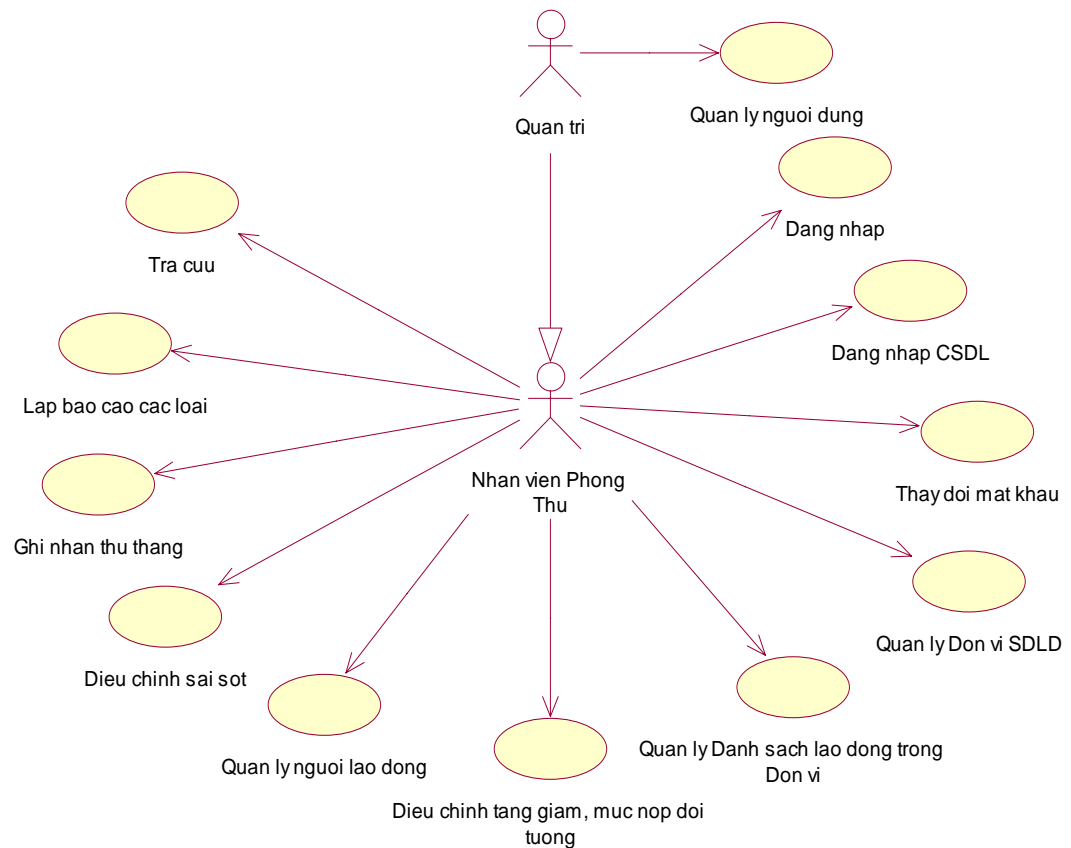 Quan ly nguoi dung
Quan tri
Dang nhap
Tra cuu
Dang nhap CSDL
Lap bao cao cac loai
Nhan vien Phong
Thu
Thay doi mat khau
Ghi nhan thu thang
Quan ly Don vi SDLD
Dieu chinh sai sot
Quan ly nguoi lao dong
Quan ly Danh sach lao dong trong
Don vi
Dieu chinh tang giam, muc nop doi
tuong